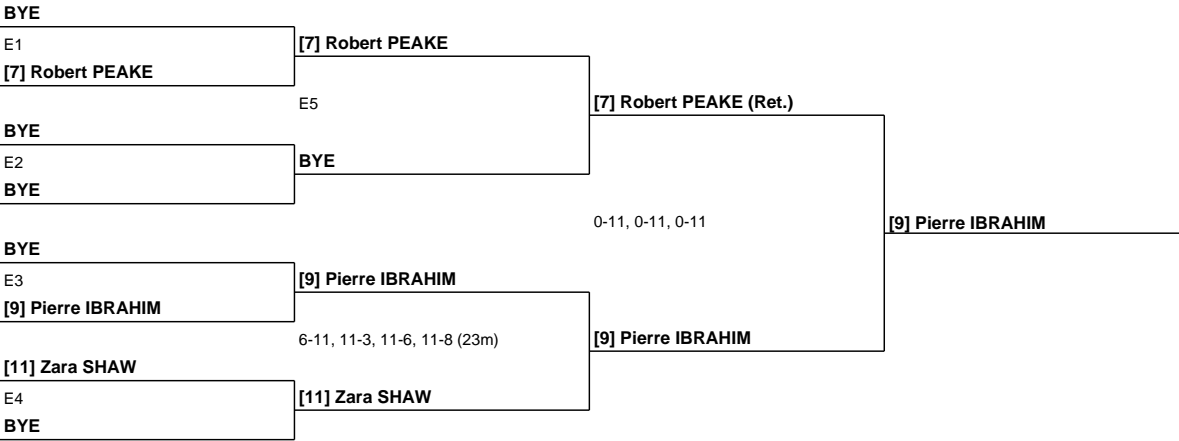 BYE
E1
[7] Robert PEAKE
[7] Robert PEAKE
E5
BYE
E2
BYE
BYE
[7] Robert PEAKE (Ret.)
0-11, 0-11, 0-11
[9] Pierre IBRAHIM
BYE
E3
[9] Pierre IBRAHIM
[9] Pierre IBRAHIM
6-11, 11-3, 11-6, 11-8 (23m)
[9] Pierre IBRAHIM
[11] Zara SHAW
E4
BYE
[11] Zara SHAW